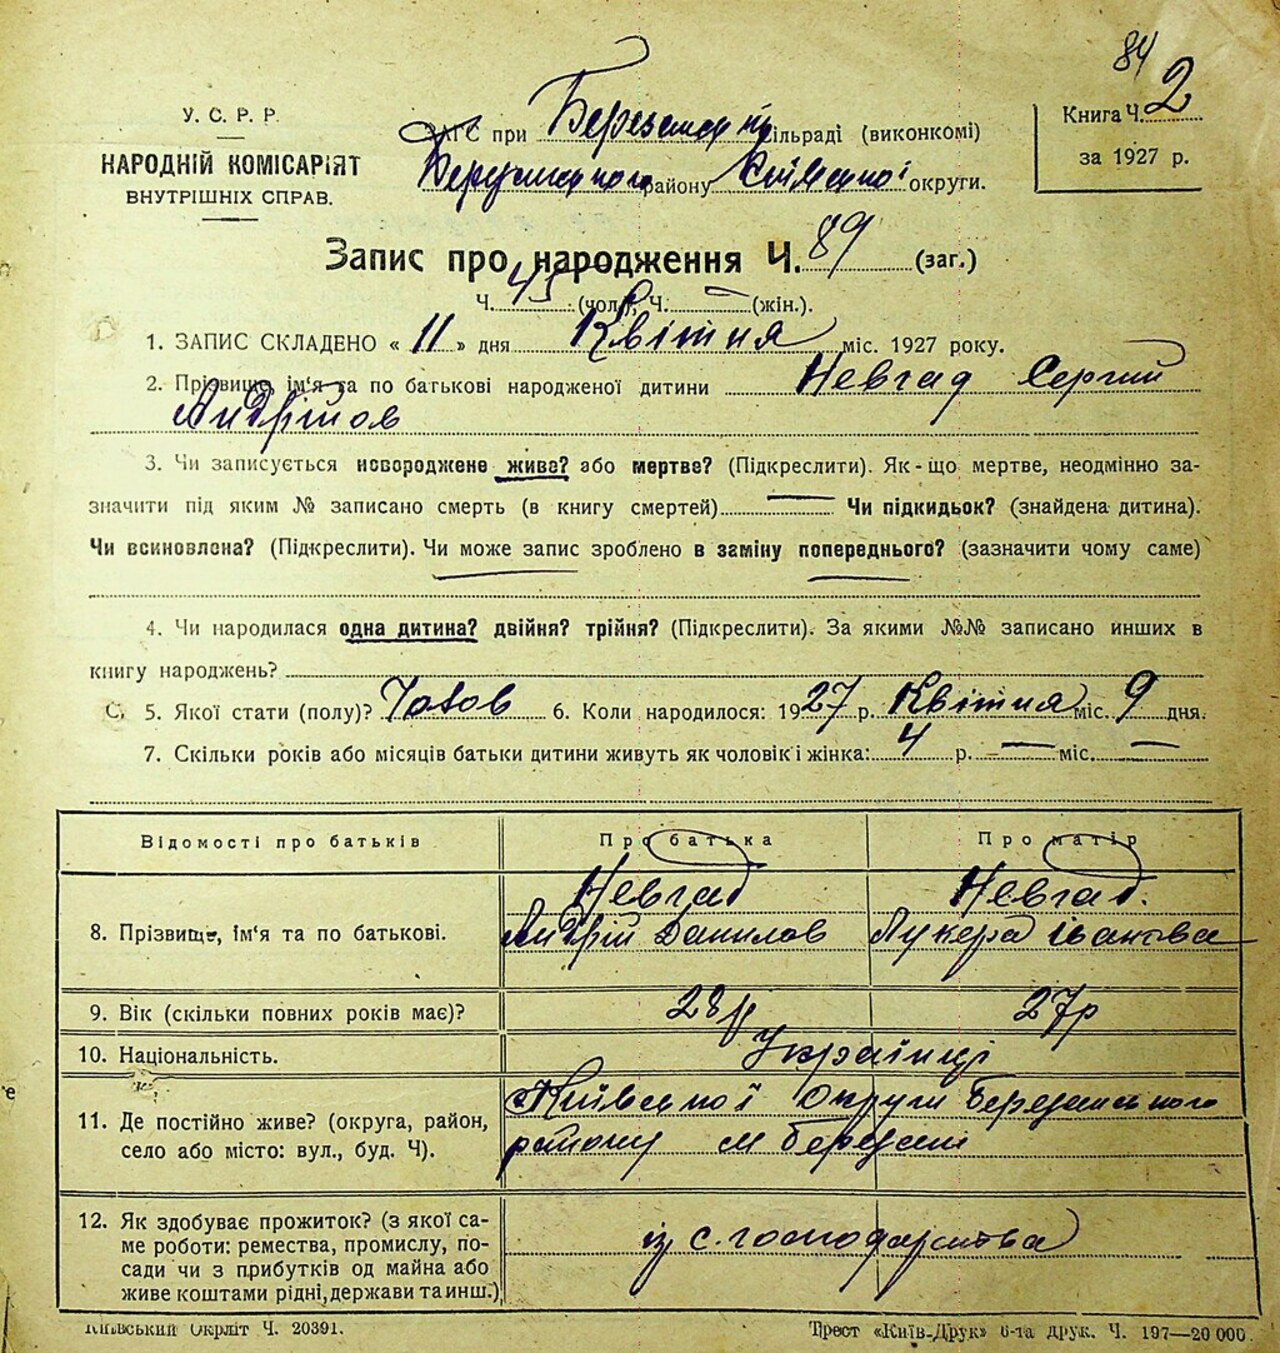 84
У. С. Р. Р.
НАРОДНІЙ КОМІСАРІЯТ
ВНУТРІШНІХ СПРАВ.
ЗАГС при Березанській сільраді (виконкомі)
Березанського району Київської округи.
Книга Ч. 2
за 1927 р.
Запис про народження Ч. 89 (заг.)
Ч. 45 (чол.), Ч. — (жін.).
1. ЗАПИС СКЛАДЕНО « 11 » дня Квітня міс. 1927 року.
2. Прізвище, ім‘я та по батькові народженої дитини Невгад Сергій
Андрійов
3. Чи записується новороджене живе? або мертве? (Підкреслити). Як-що мертве, неодмінно за-
значити під яким № записано смерть (в книгу смертей) — Чи підкидьок? (знайдена дитина).
Чи всиновлена? (Підкреслити). Чи може запис зроблено в заміну попереднього? (зазначити чому саме)
4. Чи народилася одна дитина? двійня? трійня? (Підкреслити). За якими №№ записано инших в
книгу народжень?
5. Якої стати (полу)? Чолов 6. Коли народилося: 1927 р. Квітня міс. 9 дня.
7. Скільки років або місяців батьки дитини живуть як чоловік і жінка: 4 р. — міс. —
Відомості про батьків Про батька Про матір
8. Прізвище, ім‘я та по батькові. Невгад Андрій Данилов Невгад. Лукера Іванова
9. Вік (скільки повних років має)? 28 р 27 р
10. Національність. Українці
11. Де постійно живе? (округа, район, село або місто: вул., буд. Ч). Київської округи Березанського
району м Березані
12. Як здобуває прожиток? (з якої са-
ме роботи: ремества, промислу, по-
сади чи з прибутків од майна або
живе коштами рідні, держави та инш.) із с. господарства
Київський Окрліт Ч. 20391.
Трест «Київ-Друк» 6-та друк. Ч. 197—20 000.